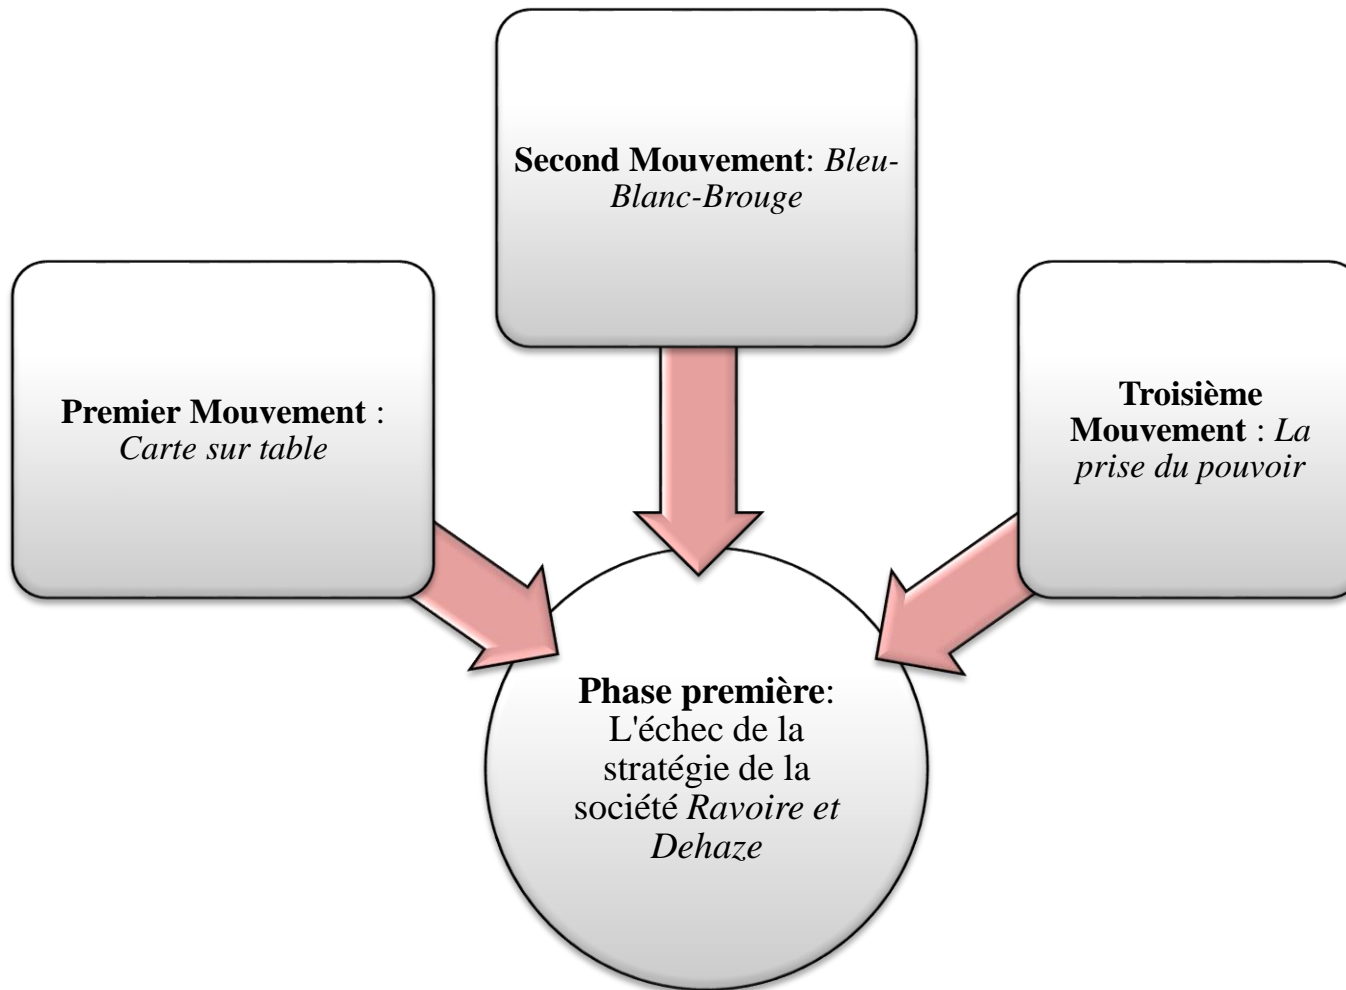 Second Mouvement: Bleu-
Blanc-Brouge
Premier Mouvement :
Carte sur table
Troisième
Mouvement : La
prise du pouvoir
Phase première:
L'échec de la
stratégie de la
société Ravoire et
Dehaze